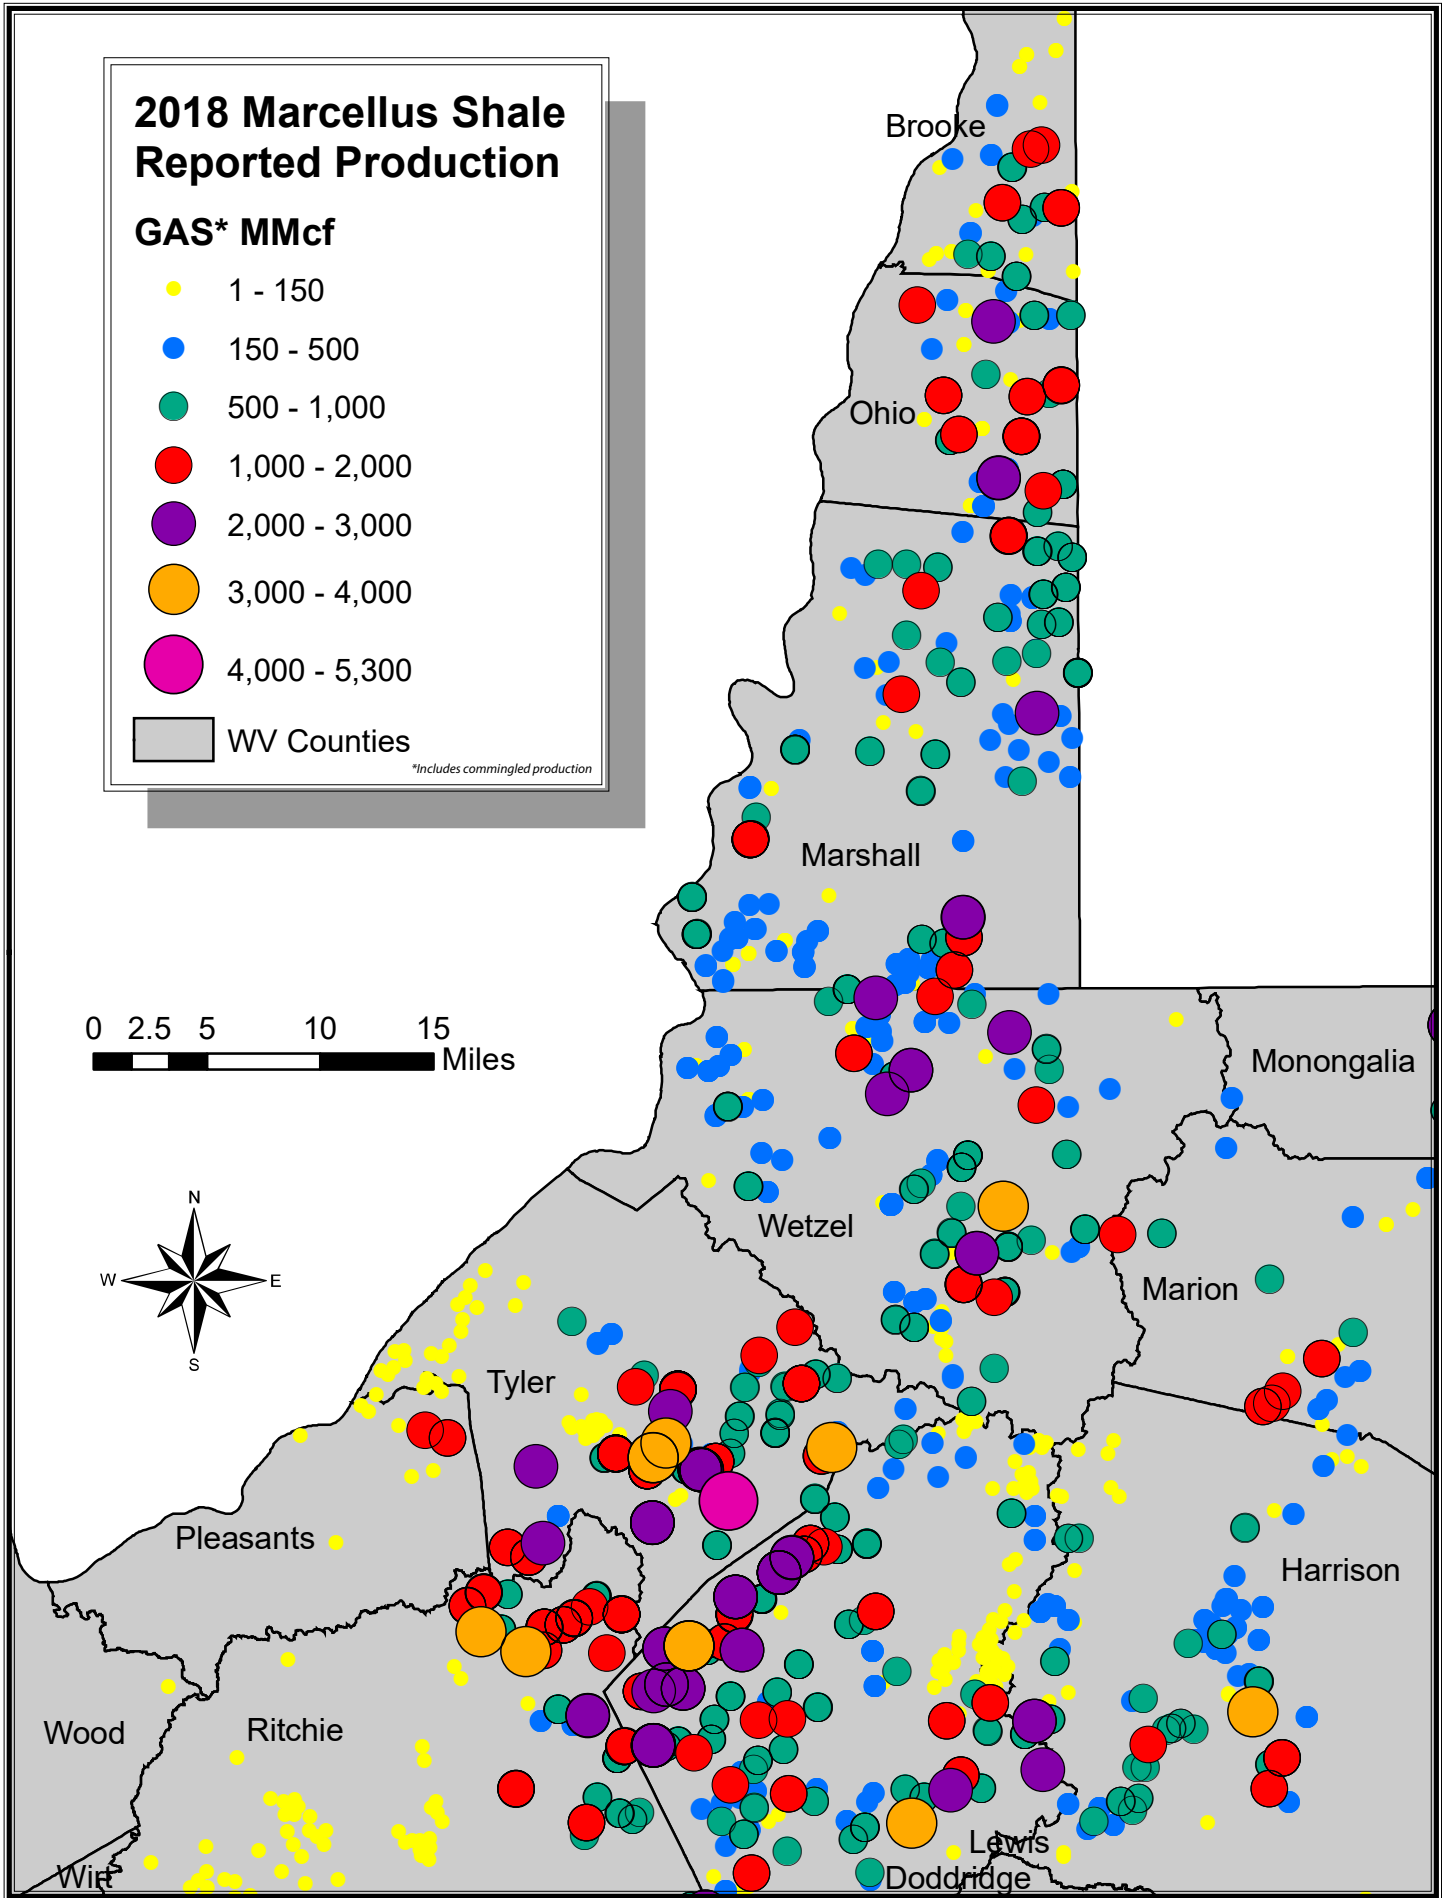 2018 Marcellus Shale
Reported Production
GAS* MMcf
1 - 150
150 - 500
500 - 1,000
1,000 - 2,000
2,000 - 3,000
3,000 - 4,000
4,000 - 5,300
WV Counties
*Includes commingled production
Brooke
Ohio
Marshall
0 2.5 5 10 15
Miles
Monongalia
N
W E
S
Wetzel
Marion
Tyler
Pleasants
Harrison
Wood
Ritchie
Lewis
Wirt
Doddridge